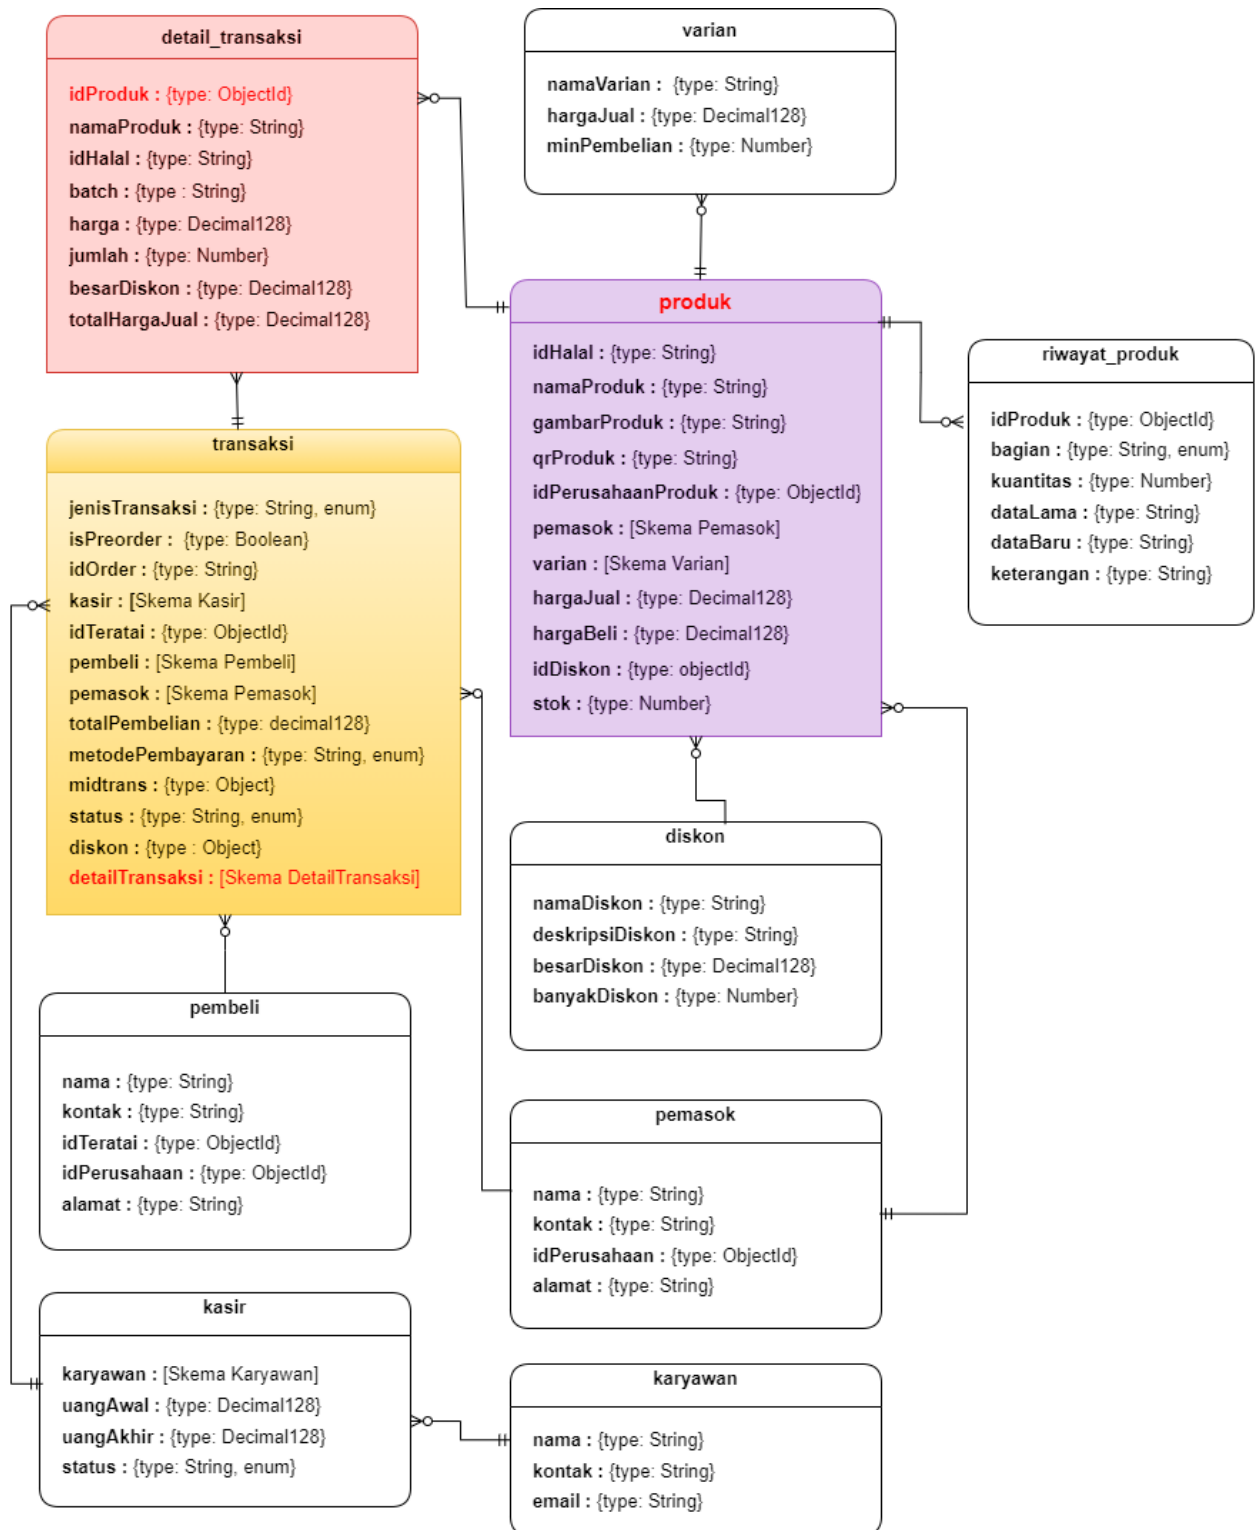 detail_transaksi
idProduk : {type: ObjectId}
namaProduk : {type: String}
idHalal : {type: String}
batch : {type : String}
harga : {type: Decimal128}
jumlah : {type: Number}
besarDiskon : {type: Decimal128}
totalHargaJual : {type: Decimal128}
varian
namaVarian : {type: String}
hargaJual : {type: Decimal128}
minPembelian : {type: Number}
produk
idHalal : {type: String}
namaProduk : {type: String}
gambarProduk : {type: String}
qrProduk : {type: String}
idPerusahaanProduk : {type: ObjectId}
pemasok : [Skema Pemasok]
varian : [Skema Varian]
hargaJual : {type: Decimal128}
hargaBeli : {type: Decimal128}
idDiskon : {type: objectId}
stok : {type: Number}
riwayat_produk
idProduk : {type: ObjectId}
bagian : {type: String, enum}
kuantitas : {type: Number}
dataLama : {type: String}
dataBaru : {type: String}
keterangan : {type: String}
transaksi
jenisTransaksi : {type: String, enum}
isPreorder : {type: Boolean}
idOrder : {type: String}
kasir : [Skema Kasir]
idTeratai : {type: ObjectId}
pembeli : [Skema Pembeli]
pemasok : [Skema Pemasok]
totalPembelian : {type: decimal128}
metodePembayaran : {type: String, enum}
midtrans : {type: Object}
status : {type: String, enum}
diskon : {type : Object}
detailTransaksi : [Skema DetailTransaksi]
diskon
namaDiskon : {type: String}
deskripsiDiskon : {type: String}
besarDiskon : {type: Decimal128}
banyakDiskon : {type: Number}
pembeli
nama : {type: String}
kontak : {type: String}
idTeratai : {type: ObjectId}
idPerusahaan : {type: ObjectId}
alamat : {type: String}
pemasok
nama : {type: String}
kontak : {type: String}
idPerusahaan : {type: ObjectId}
alamat : {type: String}
kasir
karyawan : [Skema Karyawan]
uangAwal : {type: Decimal128}
uangAkhir : {type: Decimal128}
status : {type: String, enum}
karyawan
nama : {type: String}
kontak : {type: String}
email : {type: String}